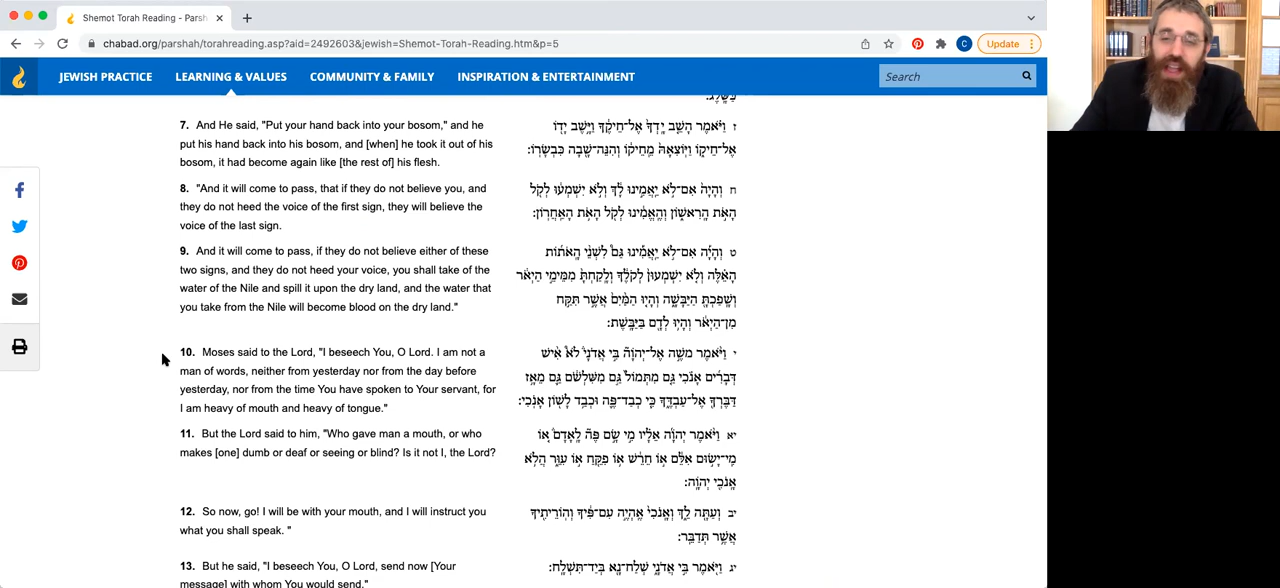 Shemot Torah Reading - Parsh
chabad.org/parshah/torahreading.asp?aid=2492603&jewish=Shemot-Torah-Reading.htm&p=5
C
Update
JEWISH PRACTICE
LEARNING & VALUES
COMMUNITY & FAMILY
INSPIRATION & ENTERTAINMENT
Search
7. And He said, "Put your hand back into your bosom," and he
put his hand back into his bosom, and [when] he took it out of his
bosom, it had become again like [the rest of] his flesh.
8. "And it will come to pass, that if they do not believe you, and
they do not heed the voice of the first sign, they will believe the
voice of the last sign.
9. And it will come to pass, if they do not believe either of these
two signs, and they do not heed your voice, you shall take of the
water of the Nile and spill it upon the dry land, and the water that
you take from the Nile will become blood on the dry land."
10. Moses said to the Lord, "I beseech You, O Lord. I am not a
man of words, neither from yesterday nor from the day before
yesterday, nor from the time You have spoken to Your servant, for
I am heavy of mouth and heavy of tongue."
11. But the Lord said to him, "Who gave man a mouth, or who
makes [one] dumb or deaf or seeing or blind? Is it not I, the Lord?
12. So now, go! I will be with your mouth, and I will instruct you
what you shall speak. "
13. But he said, "I beseech You, O Lord, send now [Your
message] with whom You would send."
כַּשָּֽׁלֶג:
ז וַיֹּ֗אמֶר הָשֵׁ֤ב יָֽדְךָ֙ אֶל־חֵיקֶ֔ךָ וַיָּ֥שֶׁב יָד֖וֹ
אֶל־חֵיק֑וֹ וַיּֽוֹצִאָהּ֙ מֵֽחֵיק֔וֹ וְהִנֵּה־שָׁ֖בָה כִּבְשָׂרֽוֹ:
ח וְהָיָה֙ אִם־לֹ֣א יַֽאֲמִ֣ינוּ לָ֔ךְ וְלֹ֣א יִשְׁמְע֔וּ לְקֹ֖ל
הָאֹ֣ת הָֽרִאשׁ֑וֹן וְהֶ֣אֱמִ֔ינוּ לְקֹ֖ל הָאֹ֥ת הָאַֽחֲרֽוֹן:
ט וְהָיָ֡ה אִם־לֹ֣א יַֽאֲמִ֡ינוּ גַּם֩ לִשְׁנֵ֨י הָֽאֹת֜וֹת
הָאֵ֗לֶּה וְלֹ֤א יִשְׁמְעוּן֙ לְקֹלֶ֔ךָ וְלָֽקַחְתָּ֙ מִמֵּימֵ֣י הַיְאֹ֔ר
וְשָֽׁפַכְתָּ֖ הַיַּבָּשָׁ֑ה וְהָי֤וּ הַמַּ֨יִם֙ אֲשֶׁ֣ר תִּקַּ֣ח
מִן־הַיְאֹ֔ר וְהָי֥וּ לְדָ֖ם בַּיַּבָּֽשֶׁת:
י וַיֹּ֨אמֶר משֶׁ֣ה אֶל־יְהֹוָה֘ בִּ֣י אֲדֹנָי֒ לֹא֩ אִ֨ישׁ
דְּבָרִ֜ים אָנֹ֗כִי גַּ֤ם מִתְּמוֹל֙ גַּ֣ם מִשִּׁלְשֹׁ֔ם גַּ֛ם מֵאָ֥ז
דַּבֶּרְךָ֖ אֶל־עַבְדֶּ֑ךָ כִּ֧י כְבַד־פֶּ֛ה וּכְבַ֥ד לָשׁ֖וֹן אָנֹֽכִי:
יא וַיֹּ֨אמֶר יְהֹוָ֜ה אֵלָ֗יו מִ֣י שָׂ֣ם פֶּה֘ לָֽאָדָם֒ א֚וֹ
מִֽי־יָשׂ֣וּם אִלֵּ֔ם א֣וֹ חֵרֵ֔שׁ א֥וֹ פִקֵּ֖חַ א֣וֹ עִוֵּ֑ר הֲלֹ֥א
אָֽנֹכִ֖י יְהֹוָֽה:
יב וְעַתָּ֖ה לֵ֑ךְ וְאָֽנֹכִי֙ אֶֽהְיֶ֣ה עִם־פִּ֔יךָ וְהֽוֹרֵיתִ֖יךָ
אֲשֶׁ֥ר תְּדַבֵּֽר:
יג וַיֹּ֖אמֶר בִּ֣י אֲדֹנָ֑י שְׁלַח־נָ֖א בְּיַד־תִּשְׁלָֽח: